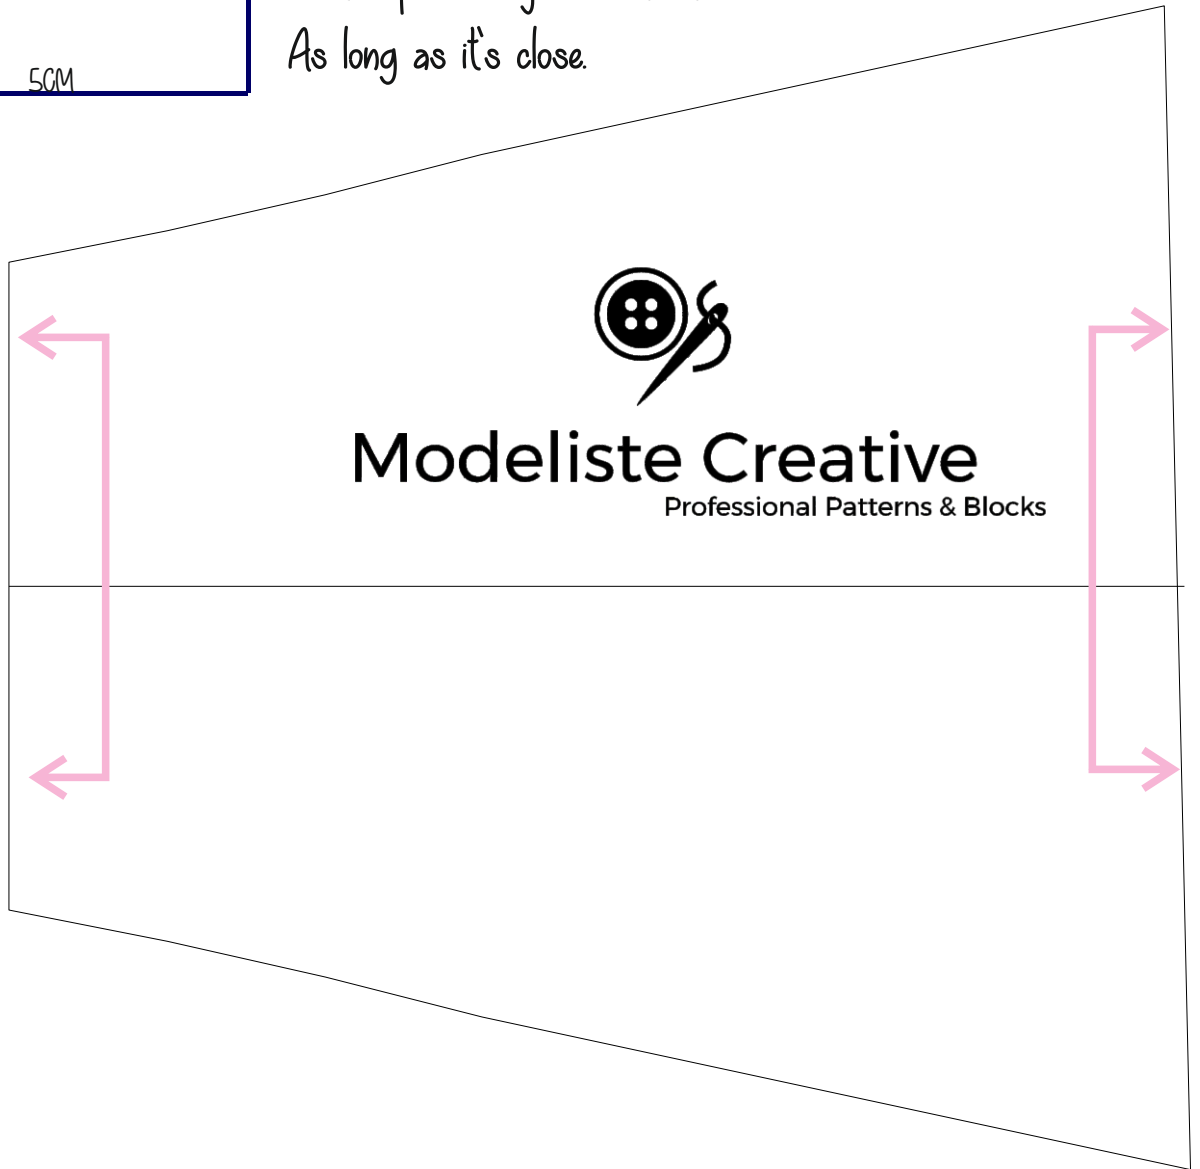 As long as it's close.
5CM
Modeliste Creative
Professional Patterns & Blocks